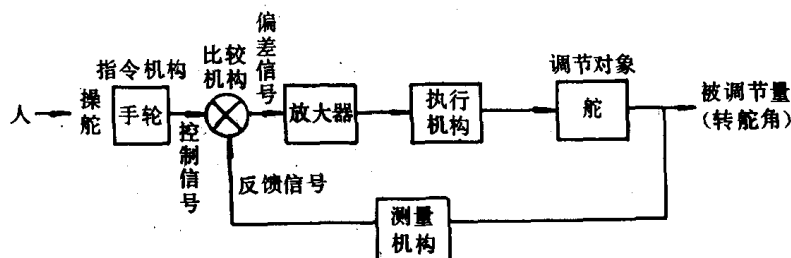 人
操舵
指令机构
手轮
控制信号
比较
机构
偏差信号
放大器
执行
机构
调节对象
舵
被调节量
(转舵角)
反馈信号
测量
机构